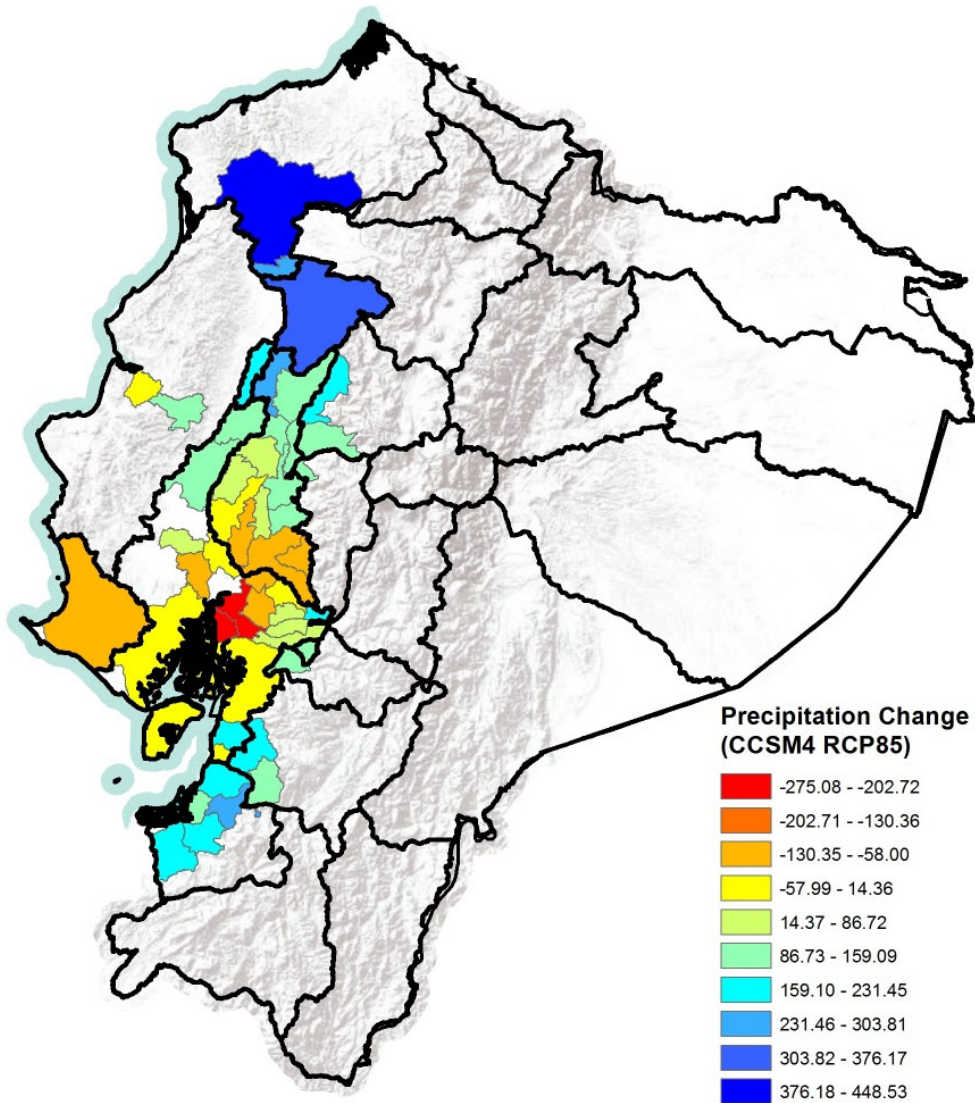 Precipitation Change
(CCSM4 RCP85)
-275.08 - -202.72
-202.71 - -130.36
-130.35 - -58.00
-57.99 - 14.36
14.37 - 86.72
86.73 - 159.09
159.10 - 231.45
231.46 - 303.81
303.82 - 376.17
376.18 - 448.53